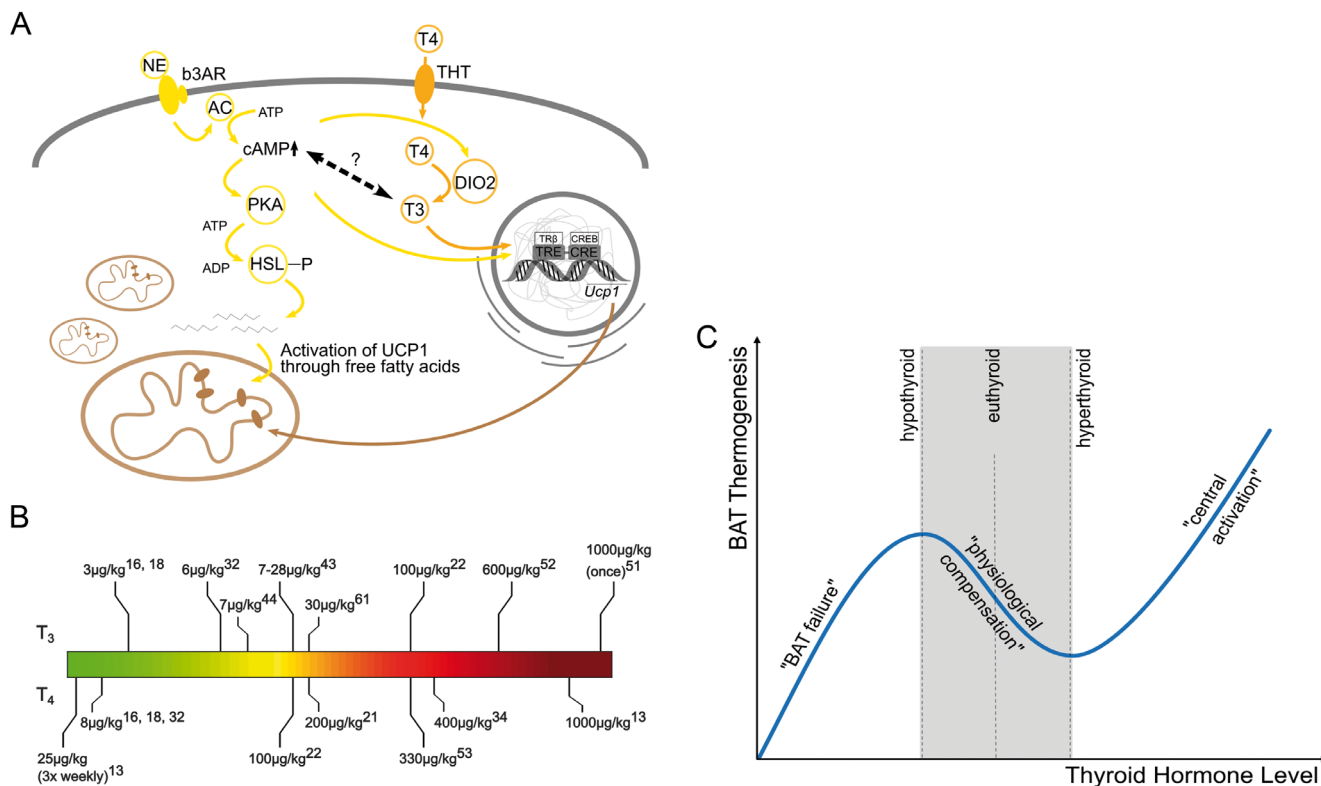 A
NE
b3AR
T4
THT
AC
ATP
cAMP
?
T4
DIO2
T3
PKA
ATP
ADP
HSL
P
TRβ
CREB
TRE
CRE
Ucp1
Activation of UCP1
through free fatty acids
B
3µg/kg16, 18
6µg/kg32
7-28µg/kg43
100µg/kg22
600µg/kg52
1000µg/kg
(once)51
7µg/kg44
30µg/kg61
T3
T4
8µg/kg16, 18, 32
200µg/kg21
400µg/kg34
1000µg/kg13
25µg/kg
(3x weekly)13
100µg/kg22
330µg/kg53
C
BAT Thermogenesis
hypothyroid
euthyroid
hyperthyroid
"BAT failure"
"physiological
compensation"
"central
activation"
Thyroid Hormone Level